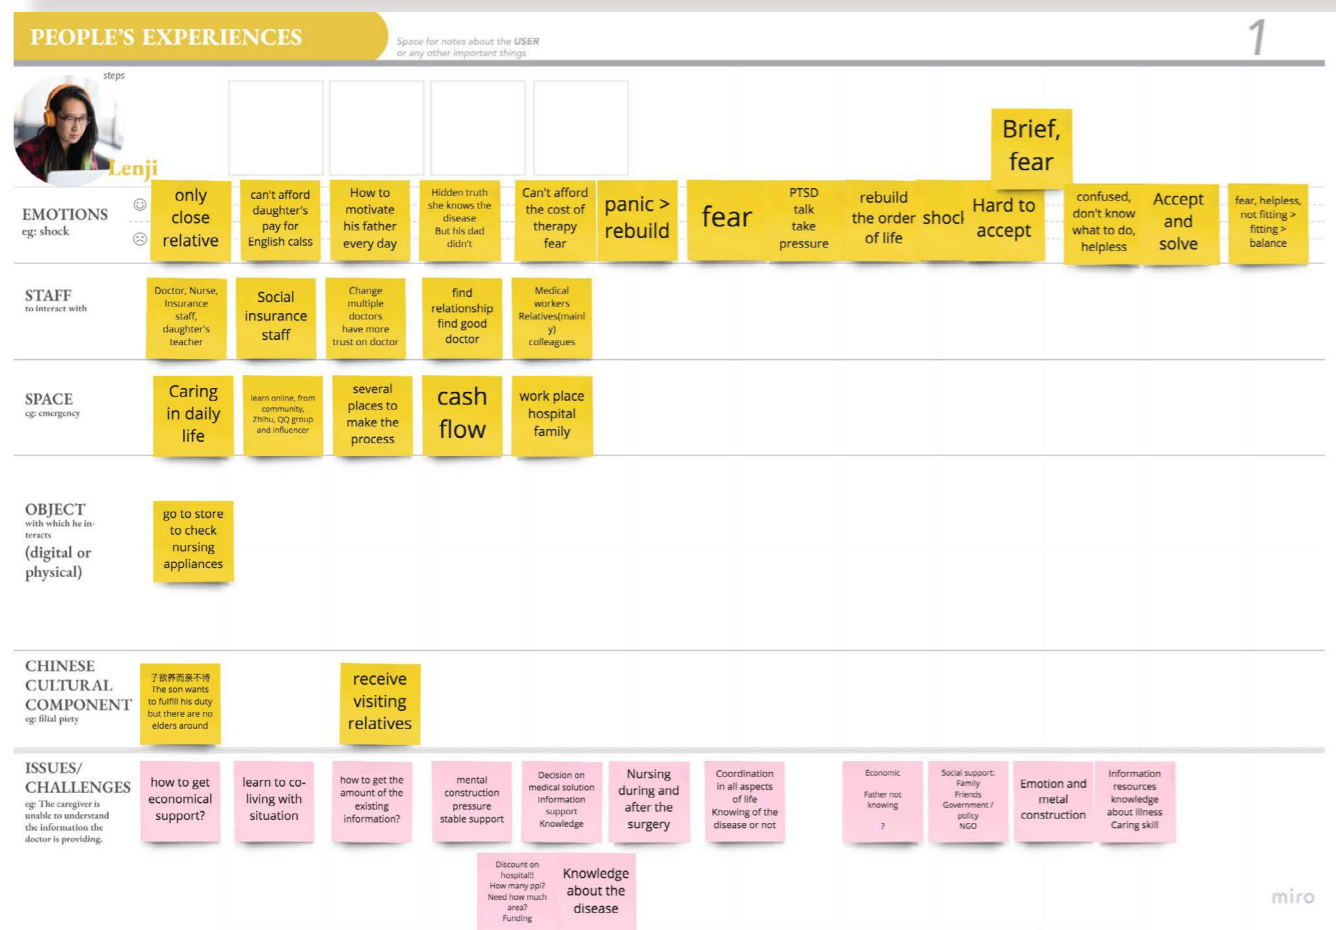 PEOPLE'S EXPERIENCES
Space for notes about the USER
or any other important things
1
steps
Lenji
Brief,
fear
EMOTIONS
eg: shock
only
close
relative
can't afford
daughter's
pay for
English calss
How to
motivate
his father
every day
Hidden truth
she knows the
disease
But his dad
didn't
Can't afford
the cost of
therapy
fear
panic >
rebuild
fear
PTSD
talk
take
pressure
rebuild
the order
of life
shock
Hard to
accept
confused,
don't know
what to do,
helpless
Accept
and
solve
fear, helpless,
not fitting >
fitting >
balance
STAFF
to interact with
Doctor, Nurse,
Insurance
staff,
daughter's
teacher
Social
insurance
staff
Change
multiple
doctors
have more
trust on doctor
find
relationship
find good
doctor
Medical
workers
Relatives(mainl
y)
colleagues
SPACE
eg: emergency
Caring
in daily
life
learn online, from
community,
Zhihu, QQ group
and influencer
several
places to
make the
process
cash
flow
work place
hospital
family
OBJECT
with which he in-
teracts
(digital or
physical)
go to store
to check
nursing
appliances
CHINESE
CULTURAL
COMPONENT
eg: filial piety
子欲养而亲不待
The son wants
to fulfill his duty
but there are no
elders around
receive
visiting
relatives
ISSUES/
CHALLENGES
eg: The caregiver is
unable to understand
the information the
doctor is providing.
how to get
economical
support?
learn to co-
living with
situation
how to get the
amount of the
existing
information?
mental
construction
pressure
stable support
Decision on
medical solution
Information
support
Knowledge
Nursing
during and
after the
surgery
Coordination
in all aspects
of life
Knowing of the
disease or not
Economic
Father not
knowing
?
Social support:
Family
Friends
Government /
policy
NGO
Emotion and
metal
construction
Information
resources
knowledge
about illness
Caring skill
Discount on
hospital!!
How many ppl?
Need how much
area?
Funding
Knowledge
about the
disease
miro